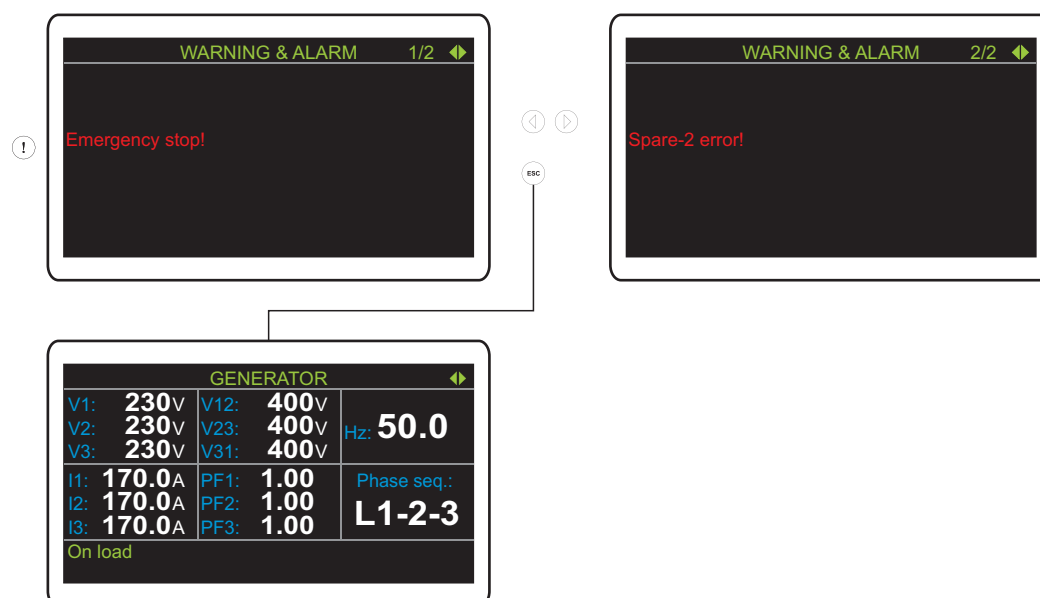 WARNING & ALARM 1/2
Emergency stop!
!
ESC
WARNING & ALARM 2/2
Spare-2 error!
GENERATOR
V1: 230V V12: 400V
V2: 230V V23: 400V
V3: 230V V31: 400V
Hz: 50.0
I1: 170.0A PF1: 1.00
I2: 170.0A PF2: 1.00
I3: 170.0A PF3: 1.00
Phase seq.:
L1-2-3
On load